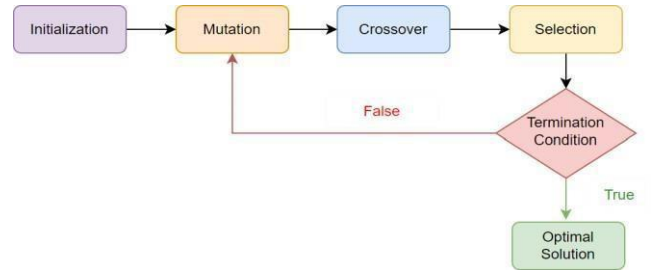 Initialization
Mutation
Crossover
Selection
False
Termination
Condition
True
Optimal
Solution